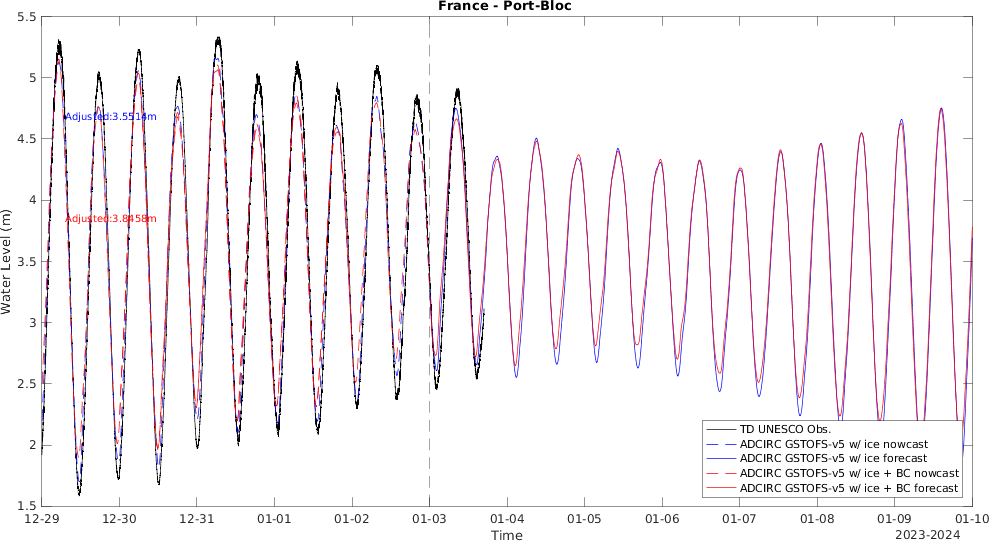 France - Port-Bloc
5.5
5
4.5
4
3.5
3
2.5
2
1.5
Water Level (m)
Adjusted:3.5514m
Adjusted:3.8458m
TD UNESCO Obs.
ADCIRC GSTOFS-v5 w/ ice nowcast
ADCIRC GSTOFS-v5 w/ ice forecast
ADCIRC GSTOFS-v5 w/ ice + BC nowcast
ADCIRC GSTOFS-v5 w/ ice + BC forecast
12-29 12-30 12-31 01-01 01-02 01-03 01-04 01-05 01-06 01-07 01-08 01-09 01-10
Time
2023-2024